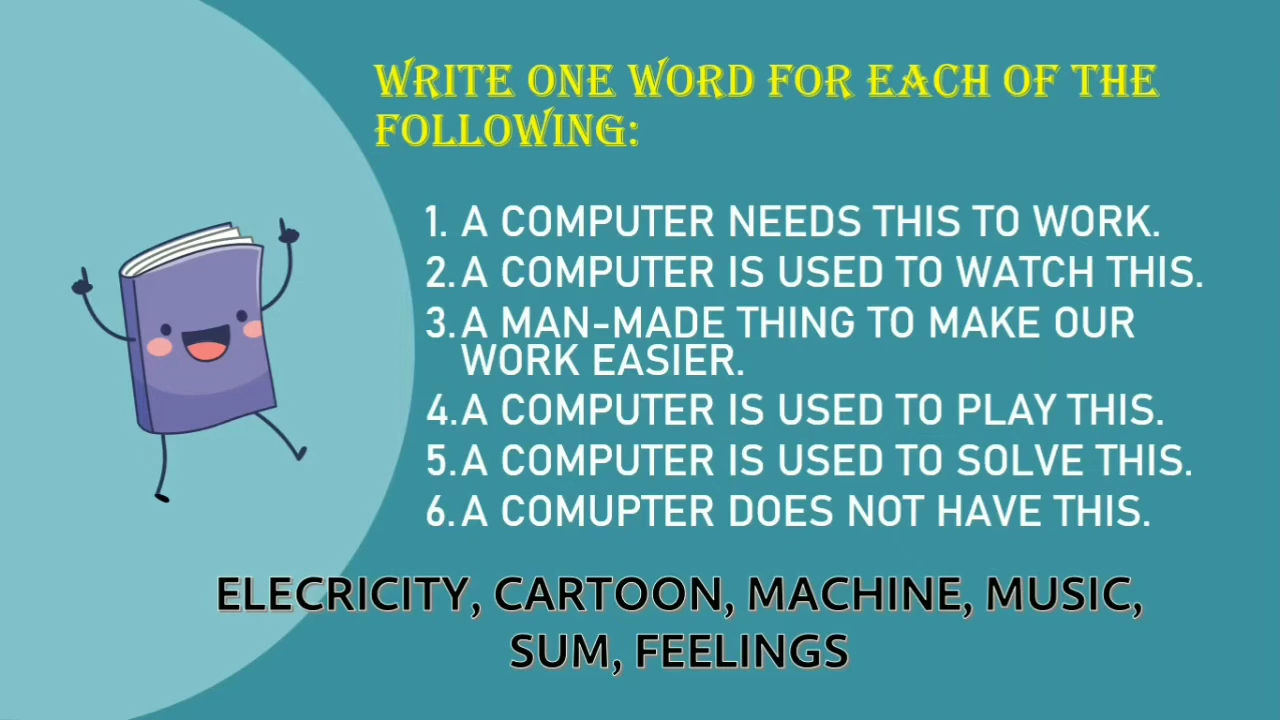 WRITE ONE WORD FOR EACH OF THE
FOLLOWING:
1. A COMPUTER NEEDS THIS TO WORK.
2. A COMPUTER IS USED TO WATCH THIS.
3. A MAN-MADE THING TO MAKE OUR
WORK EASIER.
4. A COMPUTER IS USED TO PLAY THIS.
5. A COMPUTER IS USED TO SOLVE THIS.
6. A COMUPTER DOES NOT HAVE THIS.
ELECRICITY, CARTOON, MACHINE, MUSIC,
SUM, FEELINGS